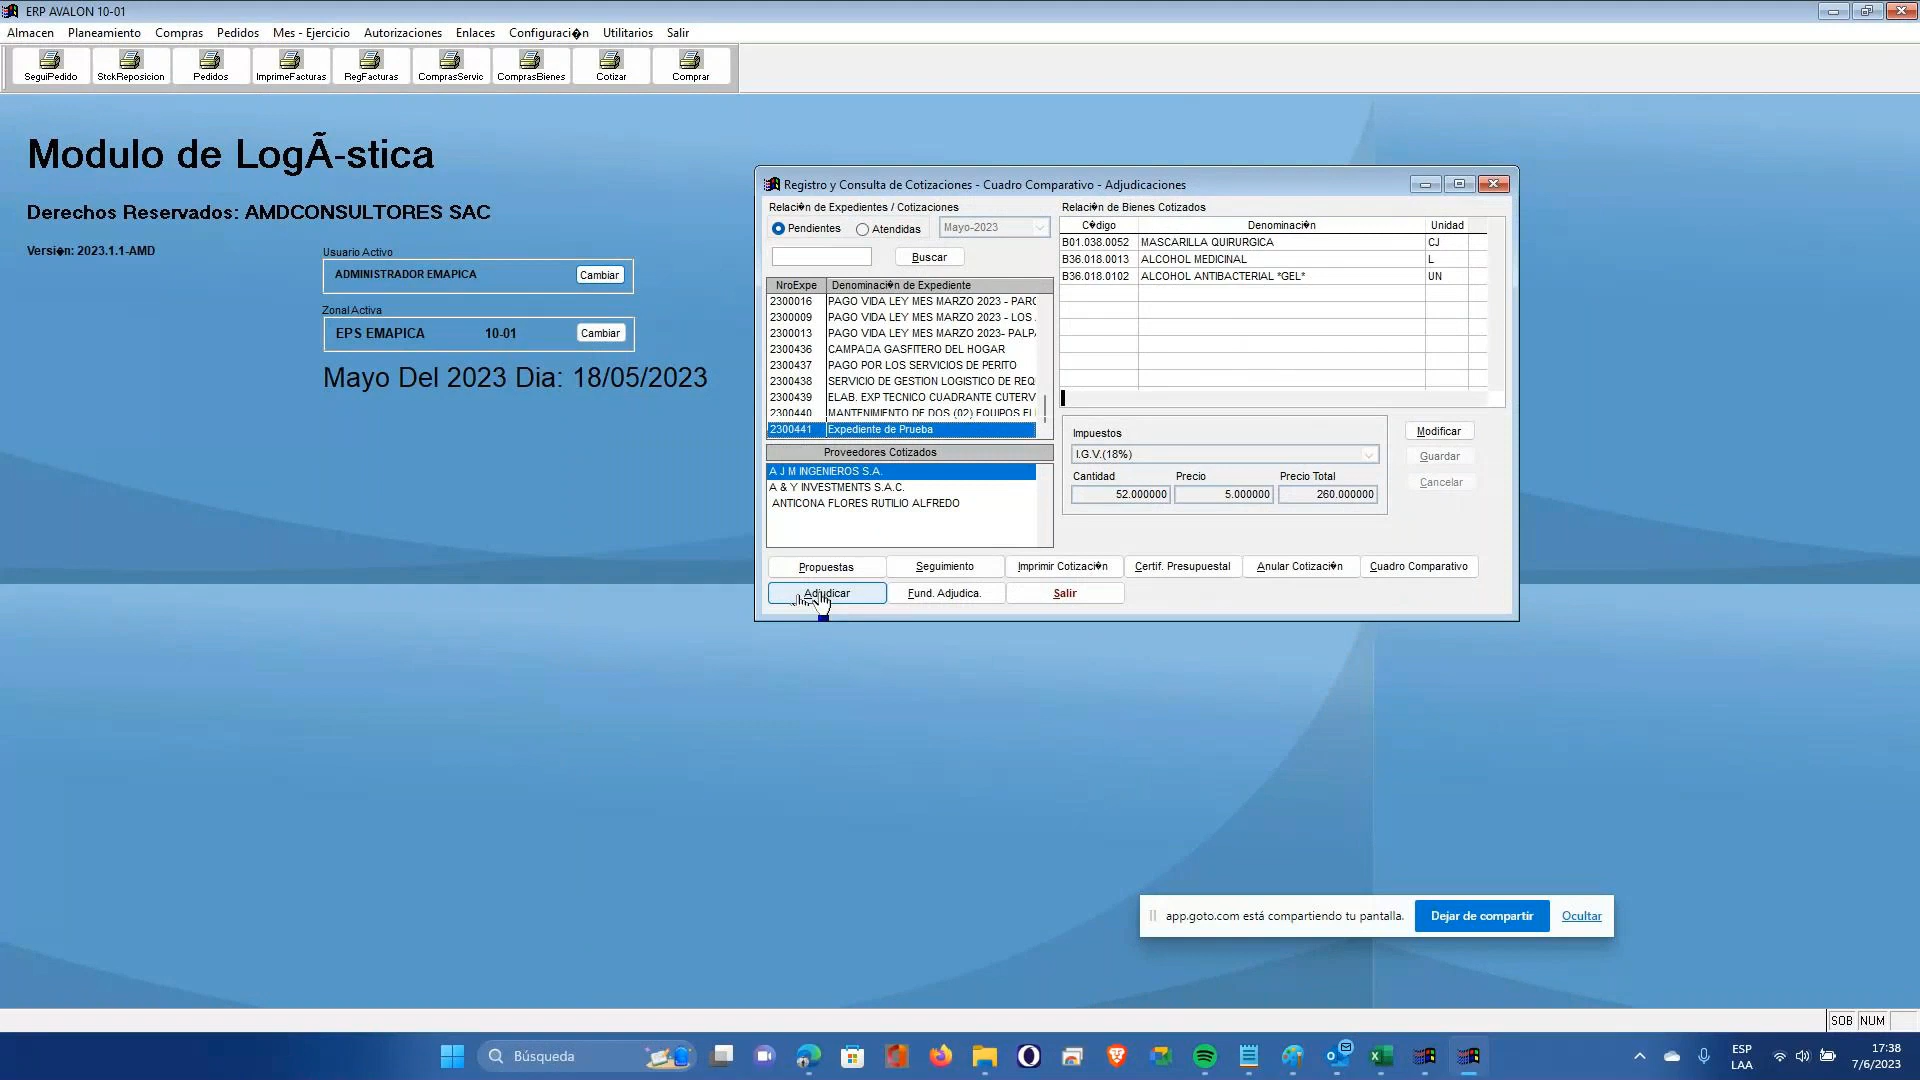 ERP AVALON 10-01
Almacen Planeamiento Compras Pedidos Mes - Ejercicio Autorizaciones Enlaces Configuraci�n Utilitarios Salir
SeguiPedido StckReposicion Pedidos ImprimeFacturas RegFacturas ComprasServic ComprasBienes Cotizar Comprar
Modulo de LogÃ-stica
Derechos Reservados: AMDCONSULTORES SAC
Versi�n: 2023.1.1-AMD
Usuario Activo
ADMINISTRADOR EMAPICA Cambiar
Zonal Activa
EPS EMAPICA 10-01 Cambiar
Mayo Del 2023 Dia: 18/05/2023
Registro y Consulta de Cotizaciones - Cuadro Comparativo - Adjudicaciones
Relaci�n de Expedientes / Cotizaciones
Pendientes Atendidas Mayo-2023
Buscar
NroExpe Denominaci�n de Expediente
2300016 PAGO VIDA LEY MES MARZO 2023 - PARC
2300009 PAGO VIDA LEY MES MARZO 2023 - LOS
2300013 PAGO VIDA LEY MES MARZO 2023- PALP
2300436 CAMPA□A GASFITERO DEL HOGAR
2300437 PAGO POR LOS SERVICIOS DE PERITO
2300438 SERVICIO DE GESTION LOGISTICO DE REQ
2300439 ELAB. EXP TECNICO CUADRANTE CUTERV
2300440 MANTENIMIENTO DE DOS (02) EQUIPOS
2300441 Expediente de Prueba
Proveedores Cotizados
A J M INGENIEROS S.A.
A & Y INVESTMENTS S.A.C.
ANTICONA FLORES RUTILIO ALFREDO
Relaci�n de Bienes Cotizados
C�digo Denominaci�n Unidad
B01.038.0052 MASCARILLA QUIRURGICA CJ
B36.018.0013 ALCOHOL MEDICINAL L
B36.018.0102 ALCOHOL ANTIBACTERIAL *GEL* UN
Impuestos
I.G.V.(18%)
Cantidad Precio Precio Total
52.000000 5.000000 260.000000
Modificar
Guardar
Cancelar
Propuestas Seguimiento Imprimir Cotizaci�n Certif. Presupuestal Anular Cotizaci�n Cuadro Comparativo
Adjudicar Fund. Adjudica. Salir
app.goto.com está compartiendo tu pantalla. Dejar de compartir Ocultar
SOB NUM
Búsqueda
ESP
LAA
17:38
7/6/2023